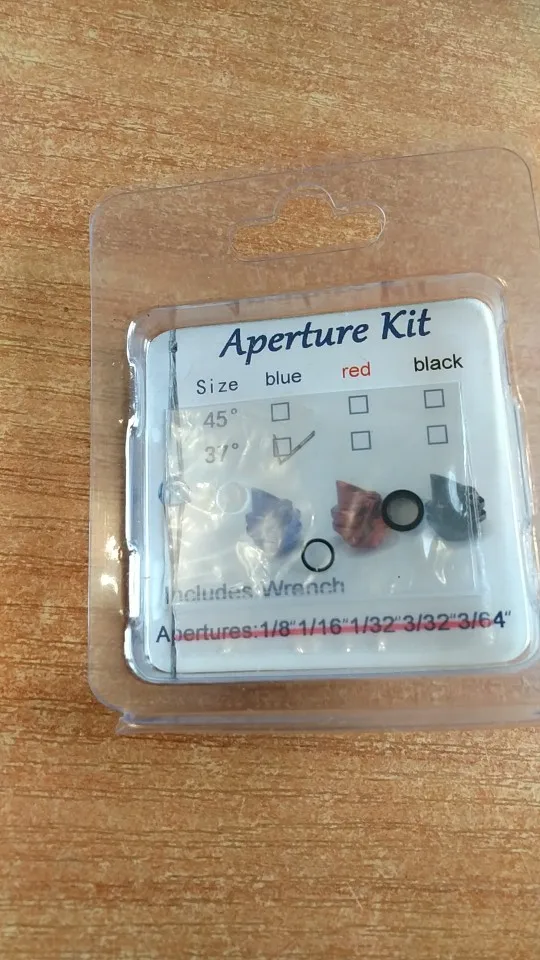 Aperture Kit
Size blue red black
45°
37°
Includes Wrench
Apertures:1/8"1/16"1/32"3/32"3/64"